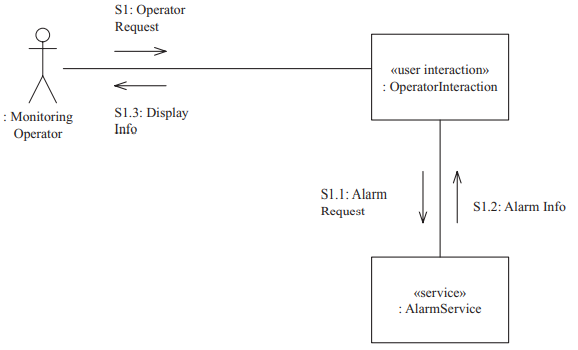 S1: Operator
Request
S1.3: Display
Info
: Monitoring
Operator
«user interaction»
: OperatorInteraction
S1.1: Alarm
Request
S1.2: Alarm Info
«service»
: AlarmService